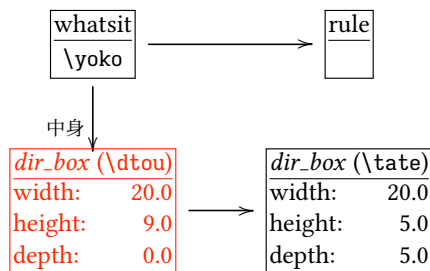 whatsit
\yoko
rule
中身
dir_box (\dtou)
width: 20.0
height: 9.0
depth: 0.0
dir_box (\tate)
width: 20.0
height: 5.0
depth: 5.0